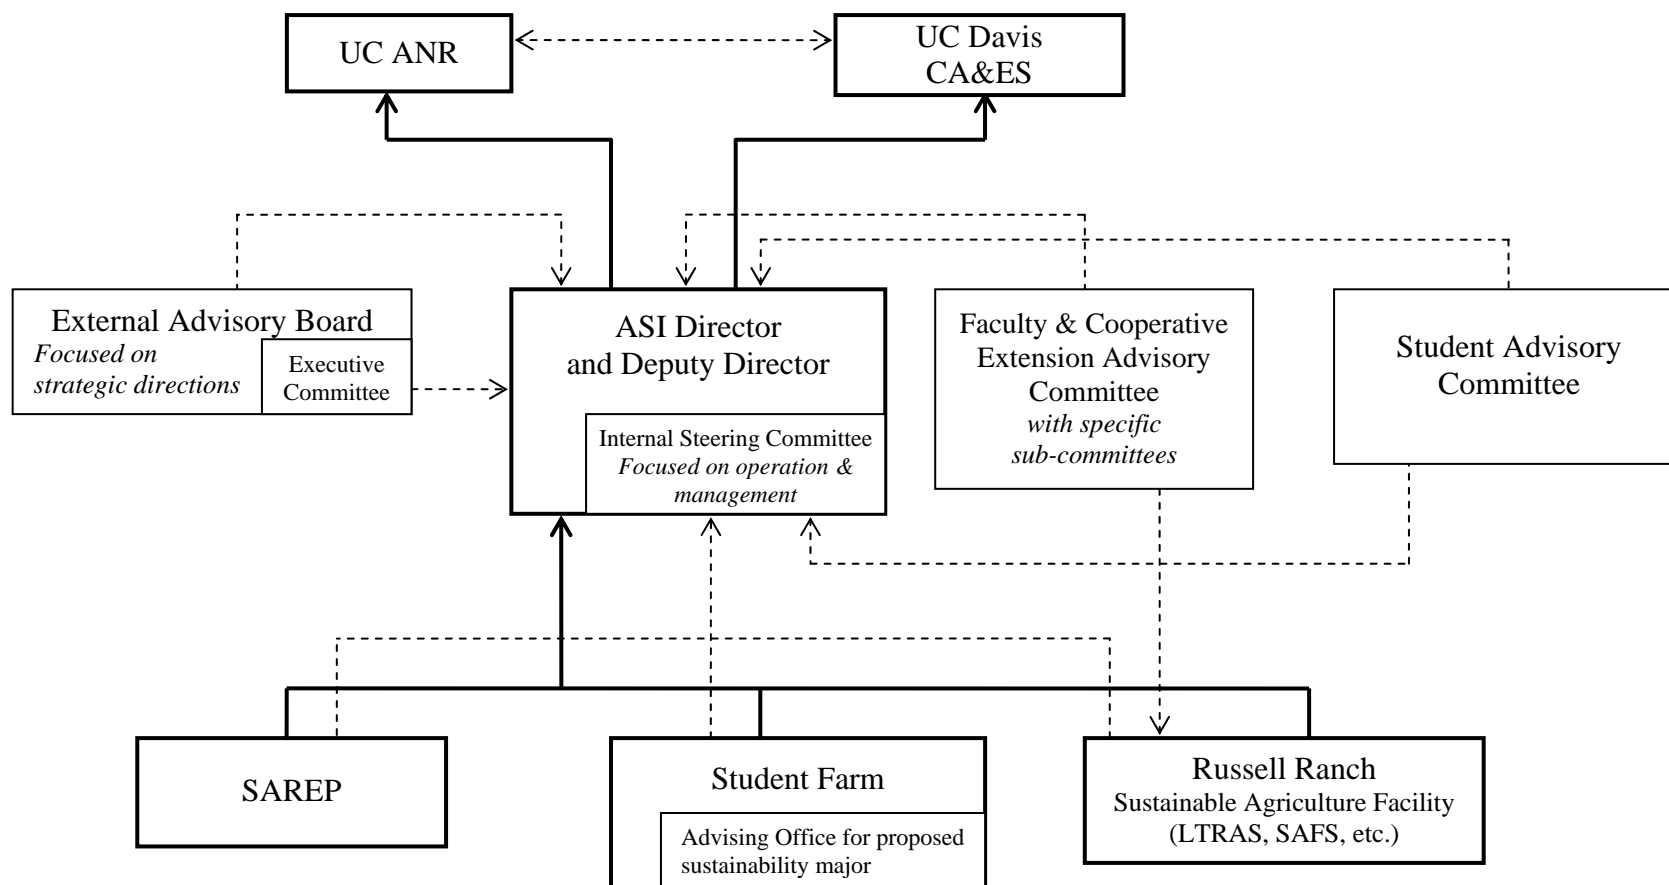 UC ANR
UC Davis
CA&ES
External Advisory Board
Focused on
strategic directions
Executive
Committee
ASI Director
and Deputy Director
Internal Steering Committee
Focused on operation &
management
Faculty & Cooperative
Extension Advisory
Committee
with specific
sub-committees
Student Advisory
Committee
SAREP
Student Farm
Advising Office for proposed
sustainability major
Russell Ranch
Sustainable Agriculture Facility
(LTRAS, SAFS, etc.)